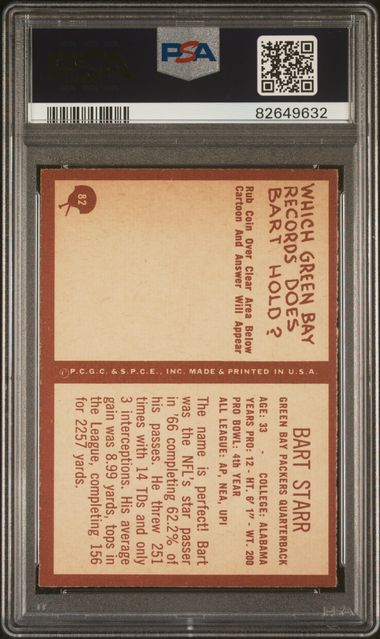 PSA
82649632
82
WHICH GREEN BAY
RECORDS DOES
BART HOLD?
Rub Coin Over Clear Area Below
Cartoon And Answer Will Appear
©P.C.G.C. & S.P.C.E., INC. MADE & PRINTED IN U.S.A.
BART STARR
GREEN BAY PACKERS QUARTERBACK
AGE: 33 - COLLEGE: ALABAMA
YEARS PRO: 12 - HT. 6' 1" - WT. 200
PRO BOWL: 4th YEAR
ALL LEAGUE: AP, NEA, UPI
The name is perfect! Bart
was the NFL's star passer
in '66 completing 62.2% of
his passes. He threw 251
times with 14 TDs and only
3 interceptions. His average
gain was 8.99 yards, tops in
the League, completing 156
for 2257 yards.